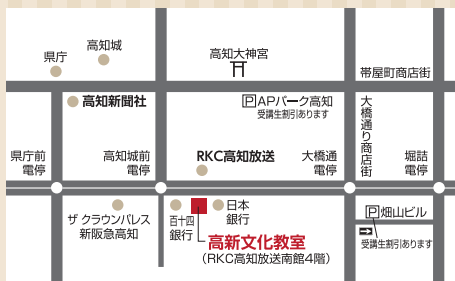 高知城
県庁
高知大神宮
帯屋町商店街
高知新聞社
P APパーク高知
受講生割引あります
大橋通り商店街
県庁前
電停
高知城前
電停
RKC高知放送
大橋通
電停
堀詰
電停
ザ クラウンパレス
新阪急高知
百十四
銀行
日本
銀行
P 畑山ビル
受講生割引あります
高新文化教室
(RKC高知放送南館4階)